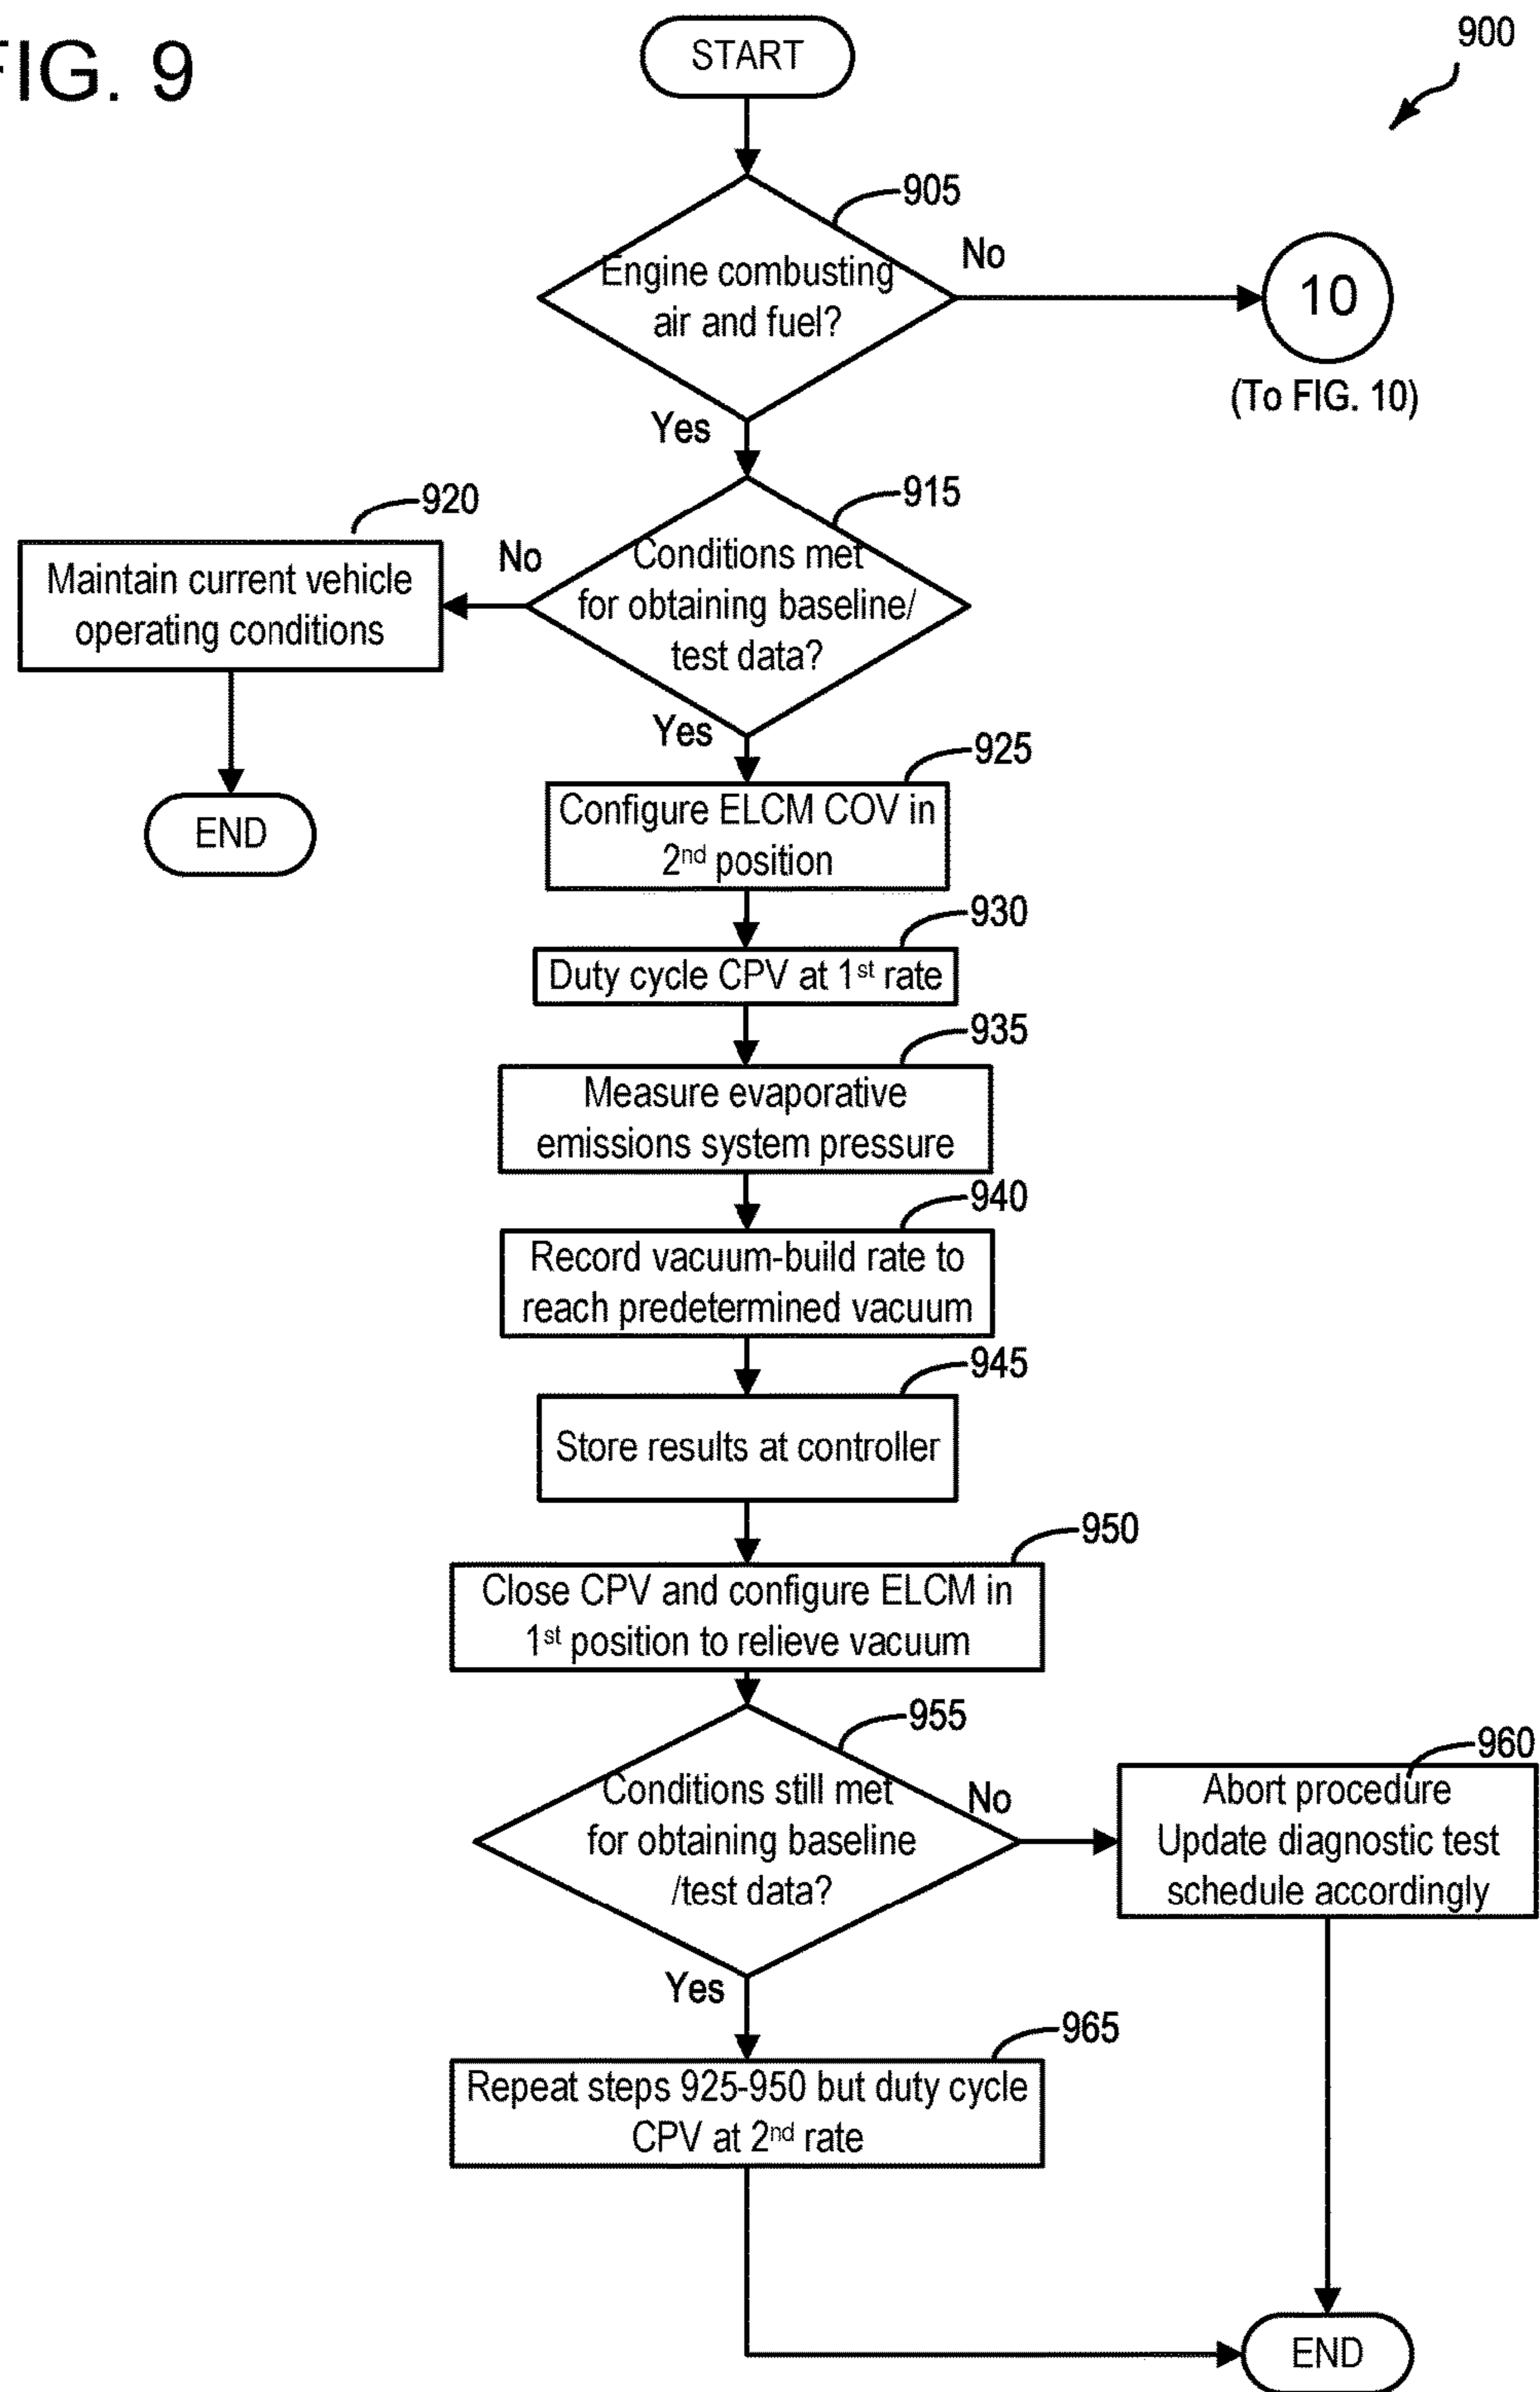 FIG. 9
START
900
905
Engine combusting
air and fuel?
No
10
(To FIG. 10)
Yes
915
920
Conditions met
for obtaining baseline/
test data?
No
Maintain current vehicle
operating conditions
END
Yes
925
Configure ELCM COV in
2nd position
930
Duty cycle CPV at 1st rate
935
Measure evaporative
emissions system pressure
940
Record vacuum-build rate to
reach predetermined vacuum
945
Store results at controller
950
Close CPV and configure ELCM in
1st position to relieve vacuum
955
Conditions still met
for obtaining baseline
/test data?
No
960
Abort procedure
Update diagnostic test
schedule accordingly
Yes
965
Repeat steps 925-950 but duty cycle
CPV at 2nd rate
END